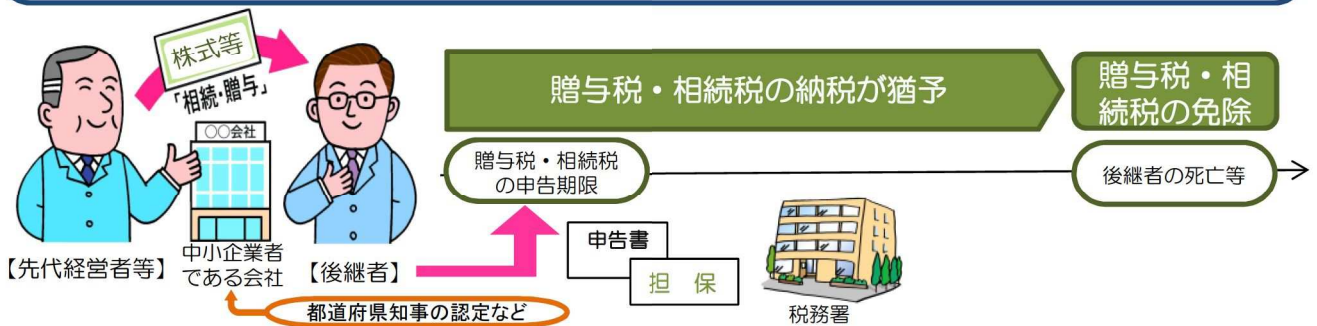 株式等
「相続・贈与」
〇〇会社
【先代経営者等】
中小企業者
である会社
【後継者】
都道府県知事の認定など
贈与税・相続税の納税が猶予
贈与税・相
続税の免除
贈与税・相続税
の申告期限
後継者の死亡等
申告書
担 保
税務署